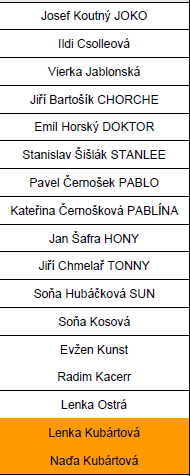 Josef Koutný JOKO
Ildi Csolleová
Vierka Jablonská
Jiří Bartošík CHORCHE
Emil Horský DOKTOR
Stanislav Šišlák STANLEE
Pavel Černošek PABLO
Kateřina Černošková PABLÍNA
Jan Šafra HONY
Jiří Chmelař TONNY
Soňa Hubáčková SUN
Soňa Kosová
Evžen Kunst
Radim Kacerr
Lenka Ostrá
Lenka Kubártová
Naďa Kubártová